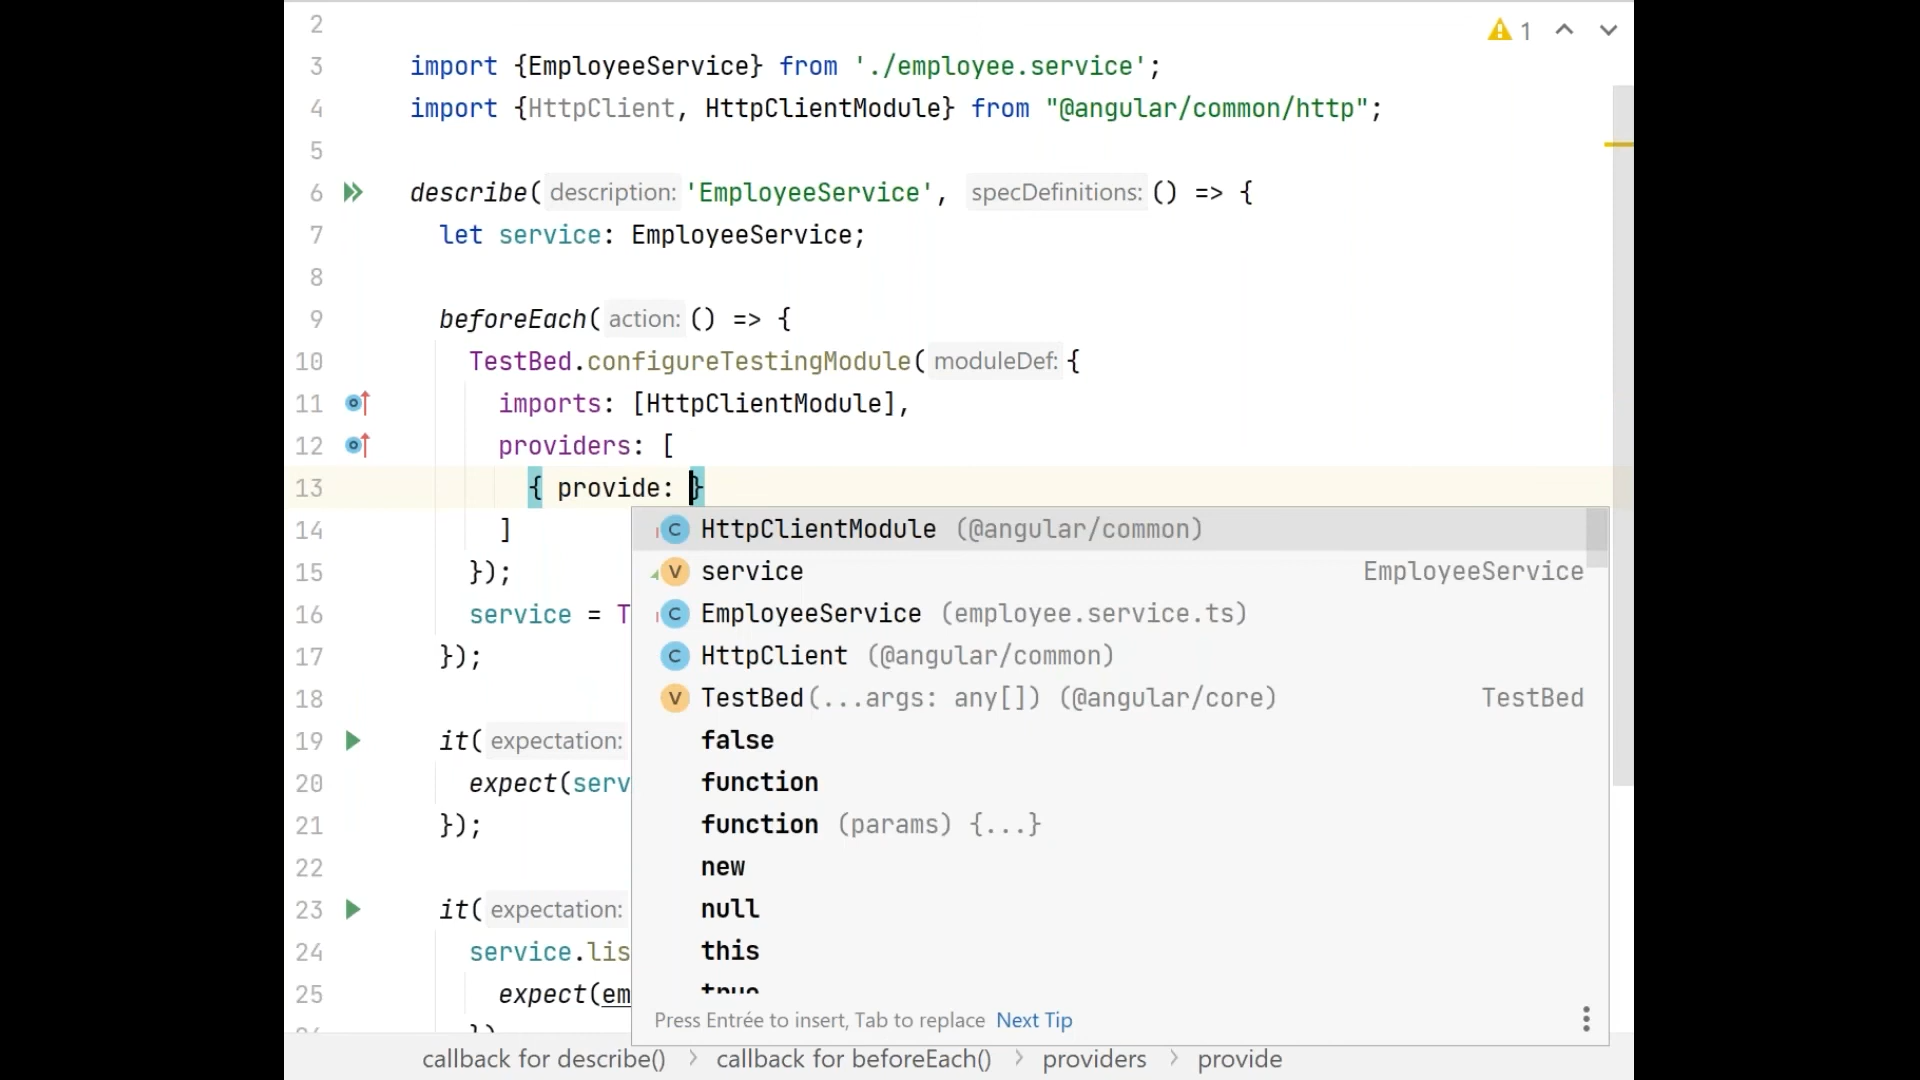 2
1
3 import {EmployeeService} from './employee.service';
4 import {HttpClient, HttpClientModule} from "@angular/common/http";
5
6 describe( description: 'EmployeeService', specDefinitions: () => {
7 let service: EmployeeService;
8
9 beforeEach( action: () => {
10 TestBed.configureTestingModule( moduleDef: {
11 imports: [HttpClientModule],
12 providers: [
13 { provide: }
14 ]
HttpClientModule (@angular/common)
15 });
service EmployeeService
16 service = T
EmployeeService (employee.service.ts)
17 });
HttpClient (@angular/common)
18
TestBed(...args: any[]) (@angular/core) TestBed
19 it( expectation:
false
20 expect(serv
function
21 });
function (params) {...}
22
new
23 it( expectation:
null
24 service.lis
this
25 expect(em
true
})
Press Entrée to insert, Tab to replace Next Tip
callback for describe() > callback for beforeEach() > providers > provide